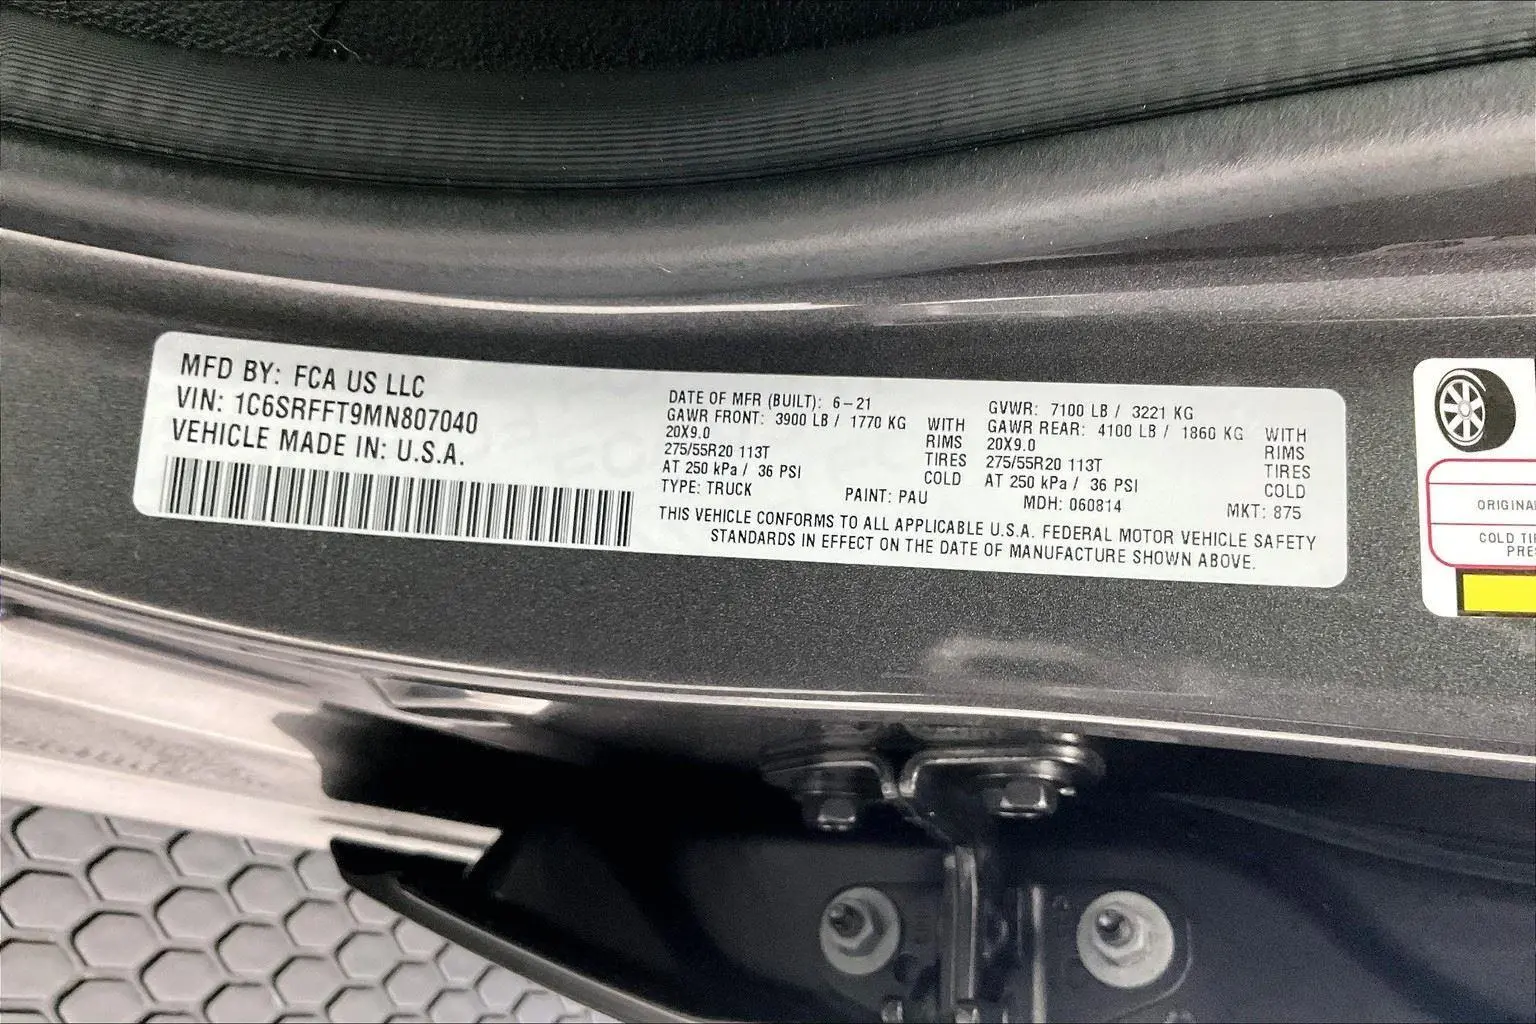 MFD BY: FCA US LLC
VIN: 1C6SRFFT9MN807040
VEHICLE MADE IN: U.S.A.
DATE OF MFR (BUILT): 6-21
GAWR FRONT: 3900 LB / 1770 KG WITH
20X9.0 RIMS
275/55R20 113T TIRES
AT 250 kPa / 36 PSI COLD
TYPE: TRUCK PAINT: PAU
GVWR: 7100 LB / 3221 KG
GAWR REAR: 4100 LB / 1860 KG WITH
20X9.0 RIMS
275/55R20 113T TIRES
AT 250 kPa / 36 PSI COLD
MDH: 060814 MKT: 875
THIS VEHICLE CONFORMS TO ALL APPLICABLE U.S.A. FEDERAL MOTOR VEHICLE SAFETY
STANDARDS IN EFFECT ON THE DATE OF MANUFACTURE SHOWN ABOVE.
ORIGINA
COLD TI
PRE